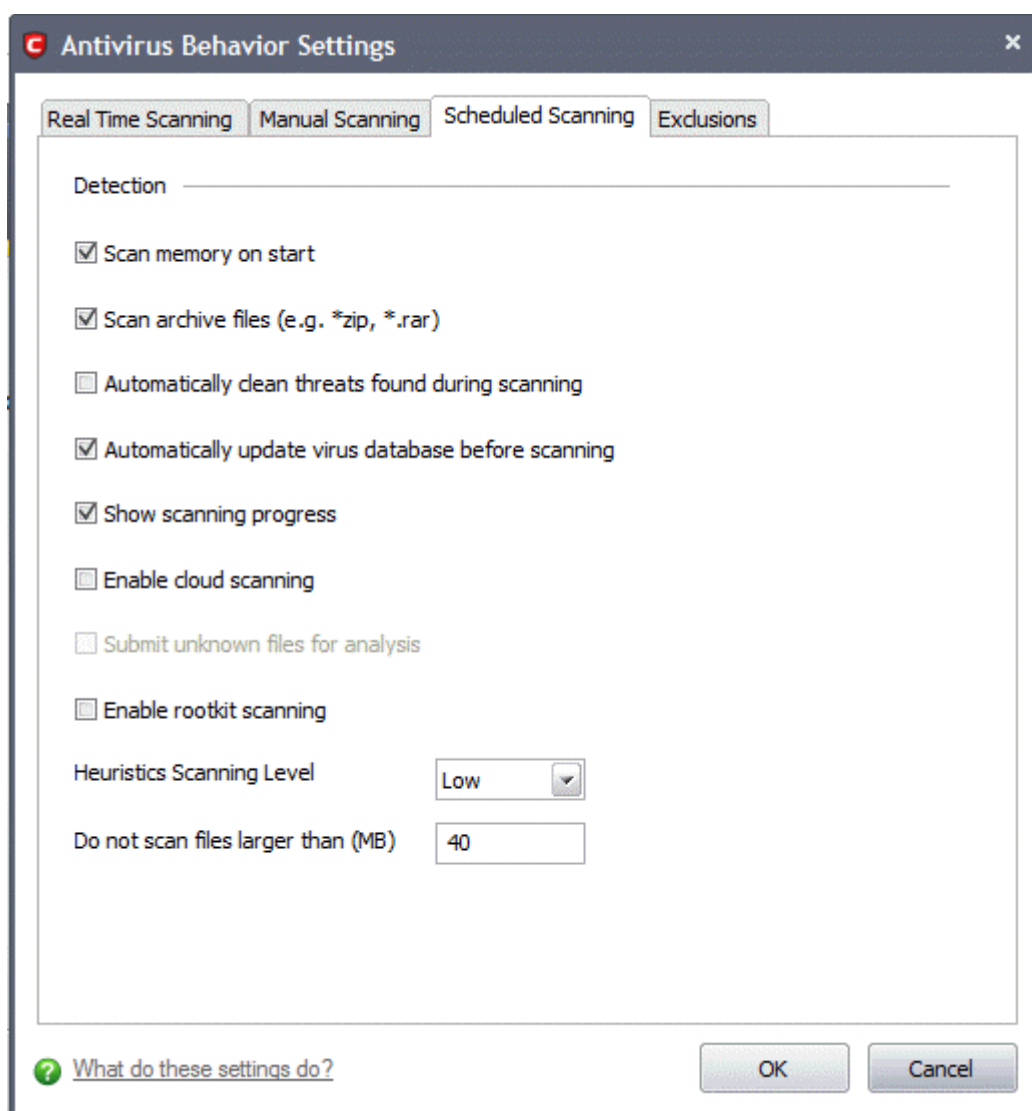 C Antivirus Behavior Settings ×
Real Time Scanning Manual Scanning Scheduled Scanning Exclusions
Detection
Scan memory on start
Scan archive files (e.g. *zip, *.rar)
Automatically clean threats found during scanning
Automatically update virus database before scanning
Show scanning progress
Enable cloud scanning
Submit unknown files for analysis
Enable rootkit scanning
Heuristics Scanning Level Low
Do not scan files larger than (MB) 40
? What do these settings do? OK Cancel